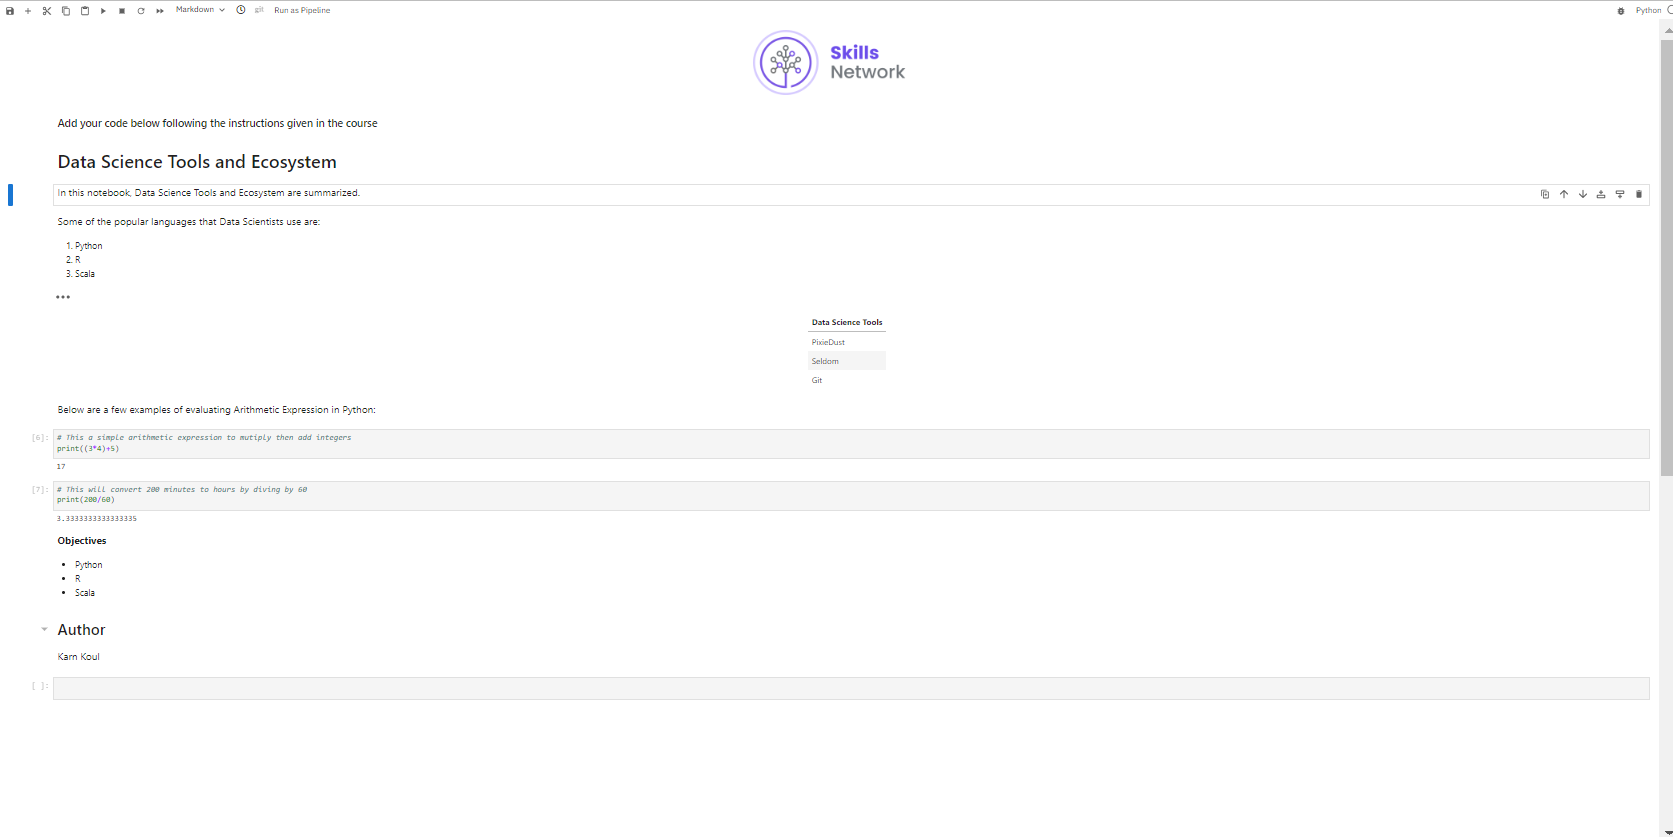 Markdown
git
Run as Pipeline
Python
Skills
Network
Add your code below following the instructions given in the course
Data Science Tools and Ecosystem
In this notebook, Data Science Tools and Ecosystem are summarized.
Some of the popular languages that Data Scientists use are:
1. Python
2. R
3. Scala
Data Science Tools
PixieDust
Seldom
Git
Below are a few examples of evaluating Arithmetic Expression in Python:
[6]:
# This a simple arithmetic expression to mutiply then add integers
print((3*4)+5)
17
[7]:
# This will convert 200 minutes to hours by diving by 60
print(200/60)
3.3333333333333335
Objectives
• Python
• R
• Scala
Author
Karn Koul
[ ]: